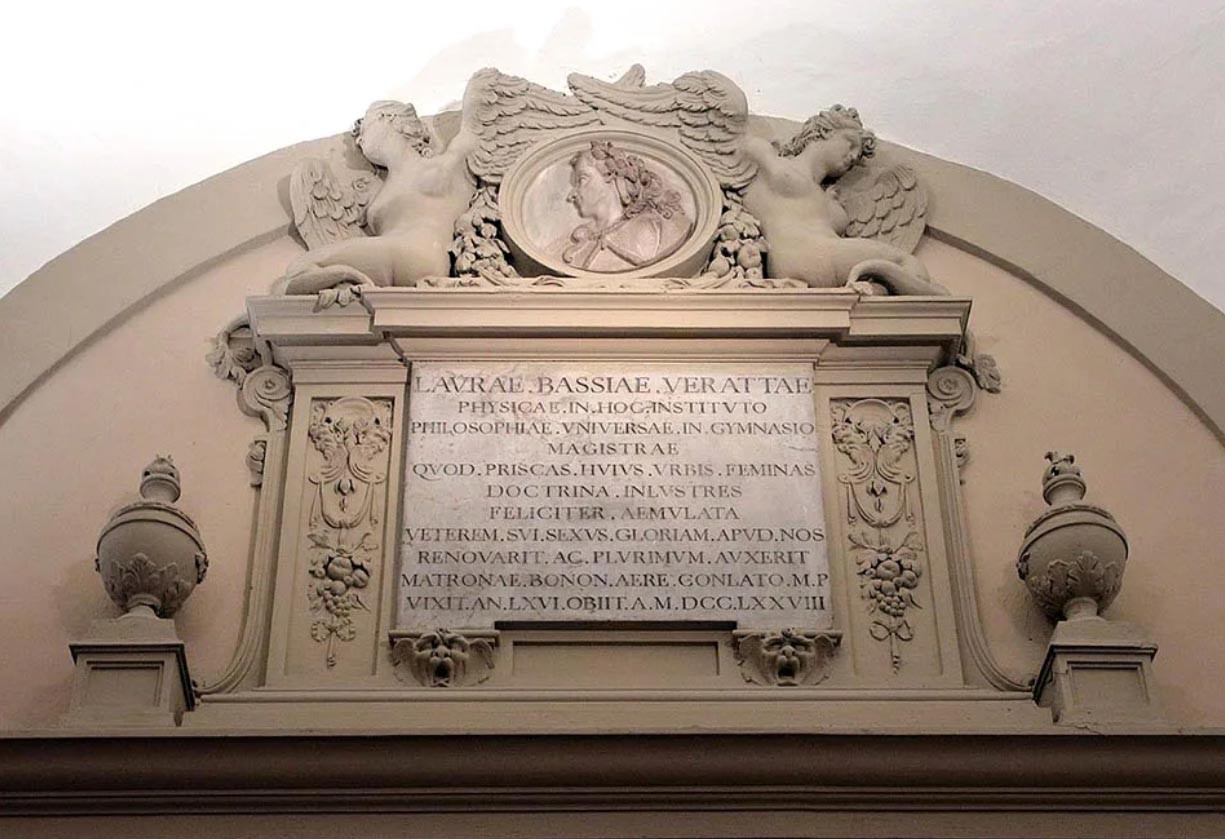 LAVRAE.BASSIAE.VERATTAE
PHYSICAE.IN.HOC.INSTITVTO
PHILOSOPHIAE.VNIVERSAE.IN.GYMNASIO
MAGISTRAE
QVOD.PRISCAS.HVIVS.VRBIS.FEMINAS
DOCTRINA.INLVSTRES
FELICITER.AEMVLATA
VETEREM.SVI.SEXVS.GLORIAM.APVD.NOS
RENOVARIT.AC.PLVRIMVM.AVXERIT
MATRONAE.BONON.AERE.CONLATO.M.P
VIXIT.AN.LXVI.OBIIT.A.M.DCC.LXXVIII